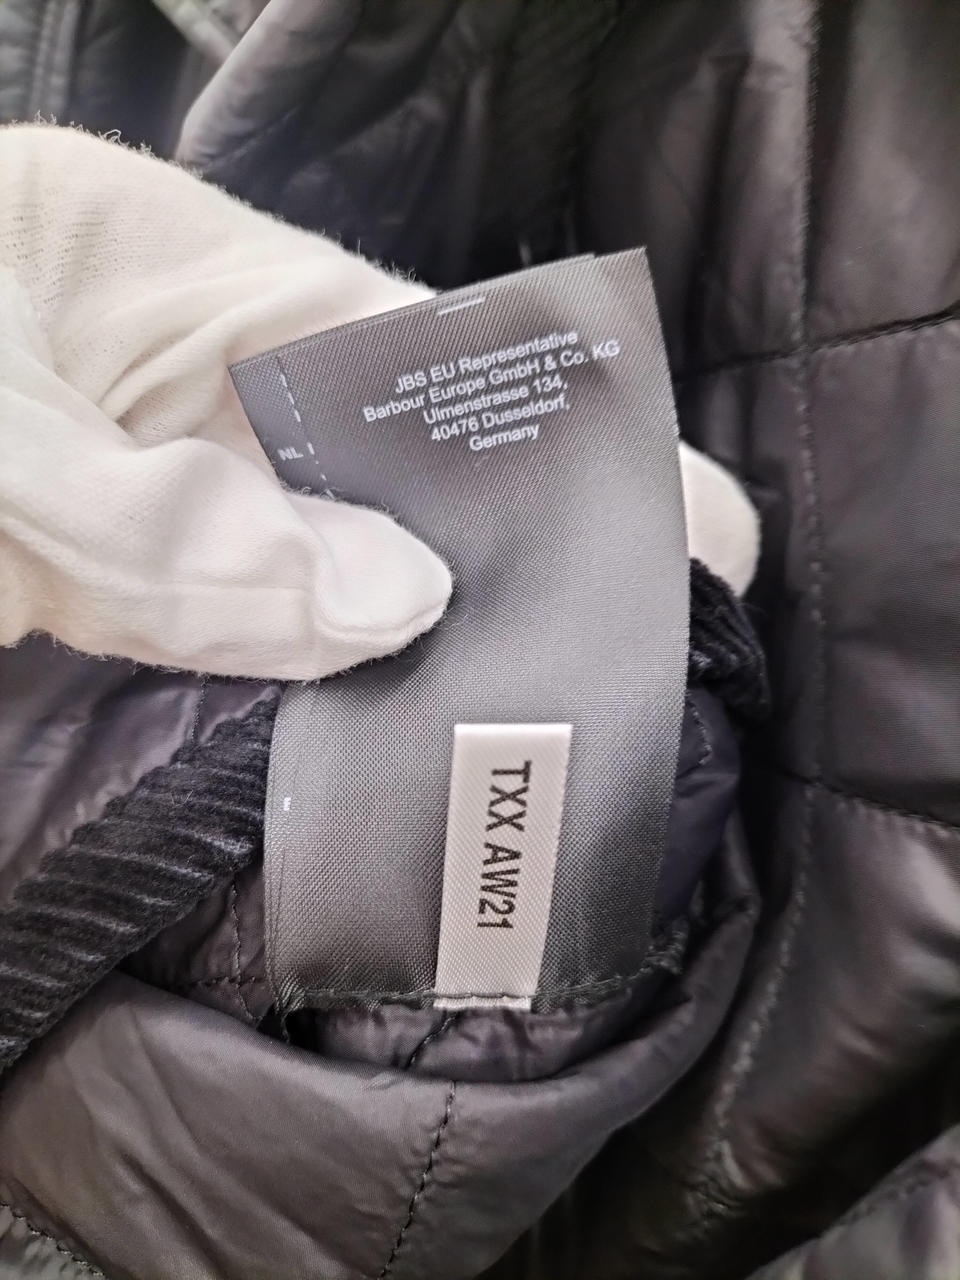 JBS EU Representative
Barbour Europe GmbH & Co. KG
Ulmenstrasse 134,
40476 Dusseldorf,
Germany
NL
TXX AW21